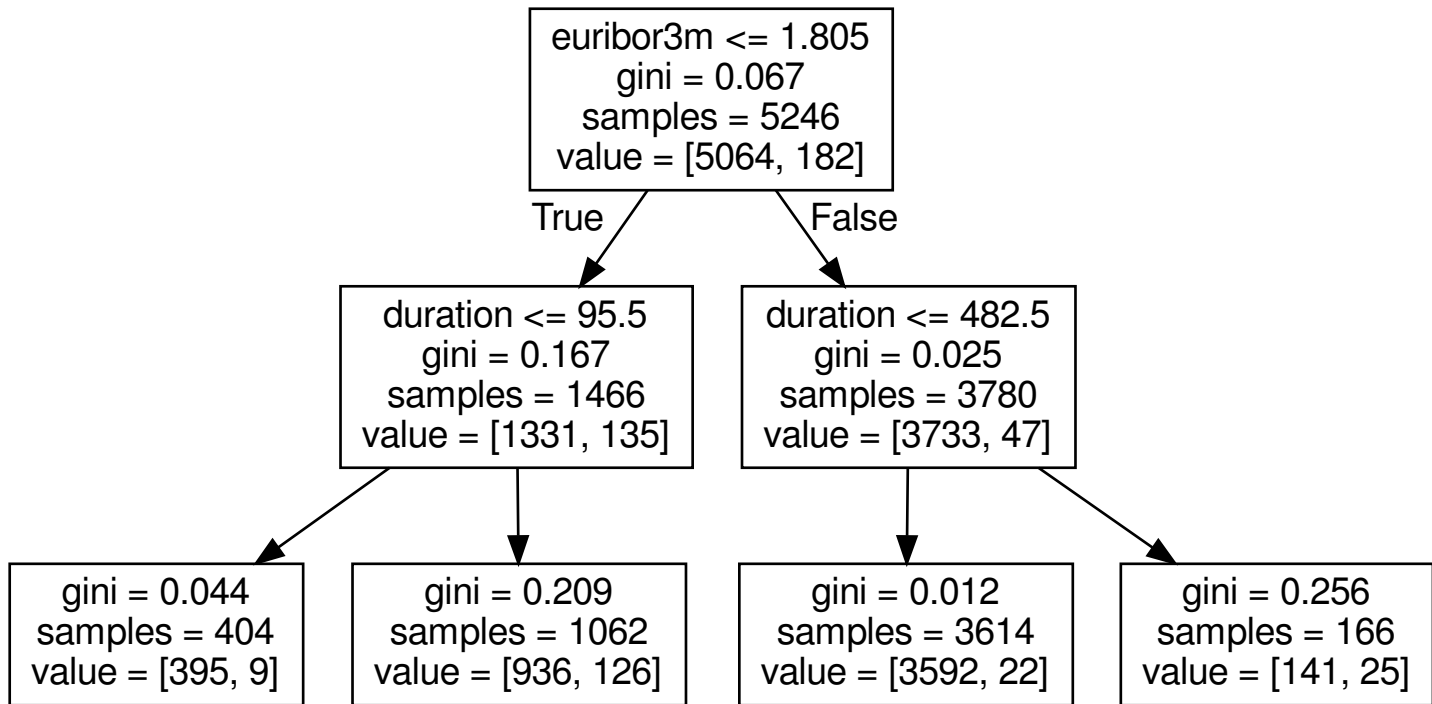 euribor3m <= 1.805
gini = 0.067
samples = 5246
value = [5064, 182]
True
False
duration <= 95.5
gini = 0.167
samples = 1466
value = [1331, 135]
duration <= 482.5
gini = 0.025
samples = 3780
value = [3733, 47]
gini = 0.044
samples = 404
value = [395, 9]
gini = 0.209
samples = 1062
value = [936, 126]
gini = 0.012
samples = 3614
value = [3592, 22]
gini = 0.256
samples = 166
value = [141, 25]